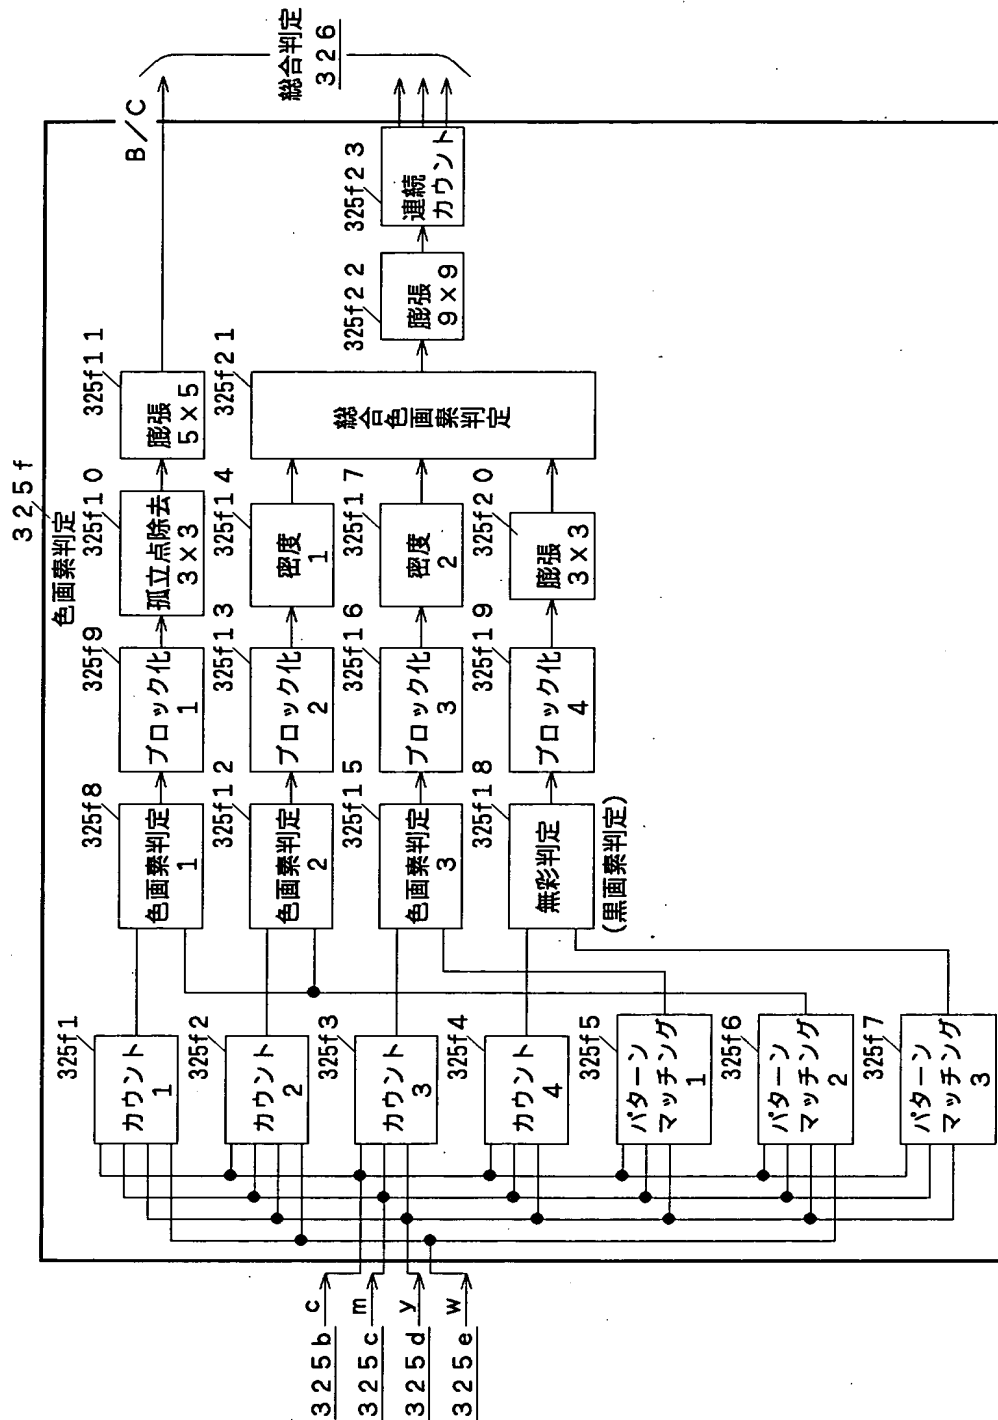 325f
色画素判定
325b
c
325c
m
325d
y
325e
w
325f1
カウント
1
325f2
カウント
2
325f3
カウント
3
325f4
カウント
4
325f5
パターン
マッチング
1
325f6
パターン
マッチング
2
325f7
パターン
マッチング
3
325f8
色画素判定
1
325f9
ブロック化
1
325f10
孤立点除去
3×3
325f11
膨張
5×5
B/C
325f12
色画素判定
2
325f13
ブロック化
2
325f14
密度
1
325f15
色画素判定
3
325f16
ブロック化
3
325f17
密度
2
325f18
無彩判定
(黒画素判定)
325f19
ブロック化
4
325f20
膨張
3×3
325f21
総合色画素判定
325f22
膨張
9×9
325f23
連続
カウント
総合判定
326